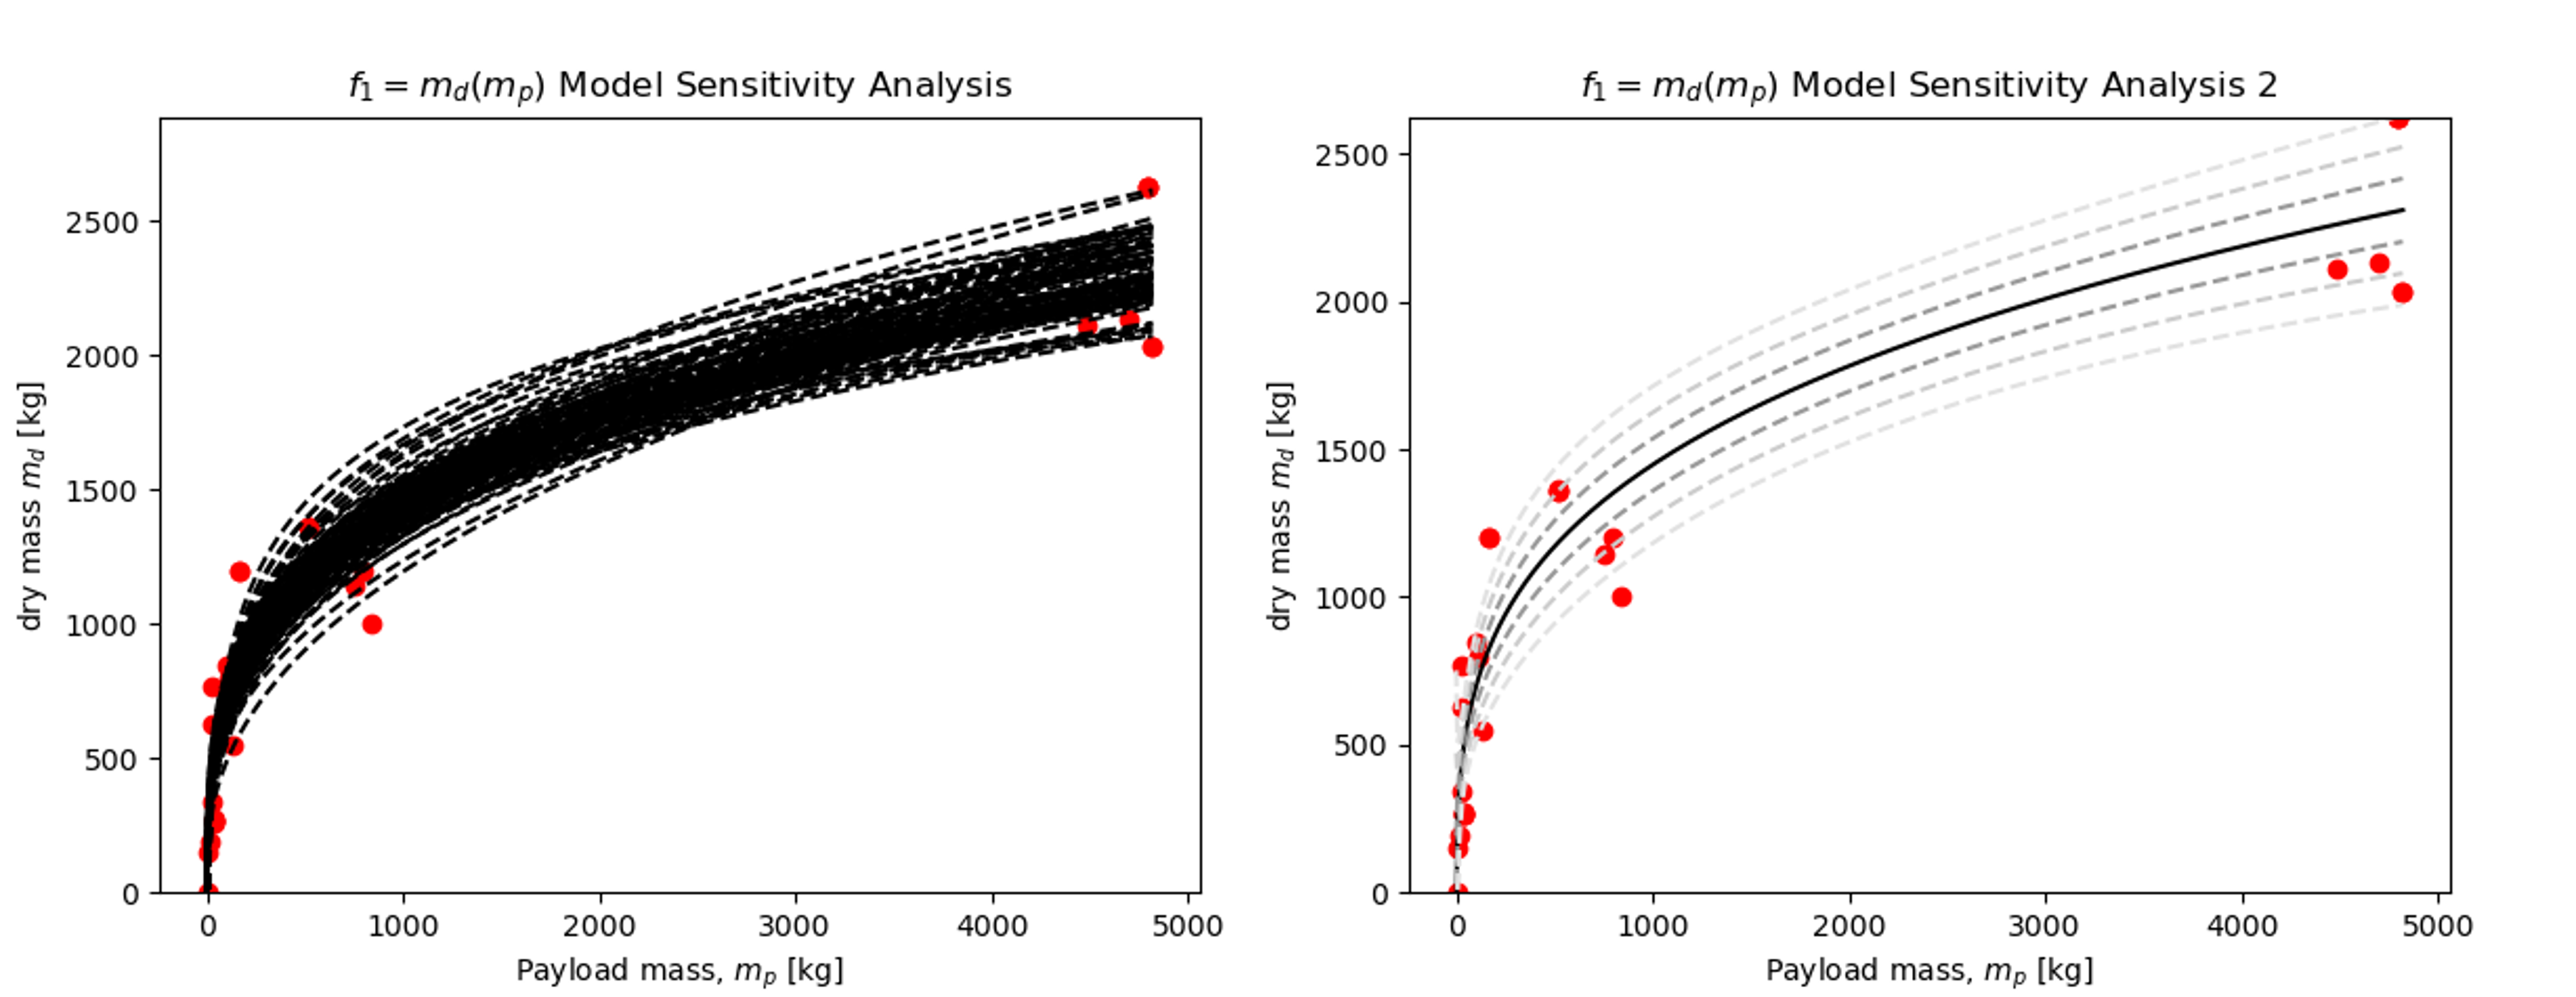 f₁ = m_d(m_p) Model Sensitivity Analysis
2500
2000
1500
1000
500
0
dry mass m_d [kg]
0 1000 2000 3000 4000 5000
Payload mass, m_p [kg]
f₁ = m_d(m_p) Model Sensitivity Analysis 2
2500
2000
1500
1000
500
0
dry mass m_d [kg]
0 1000 2000 3000 4000 5000
Payload mass, m_p [kg]